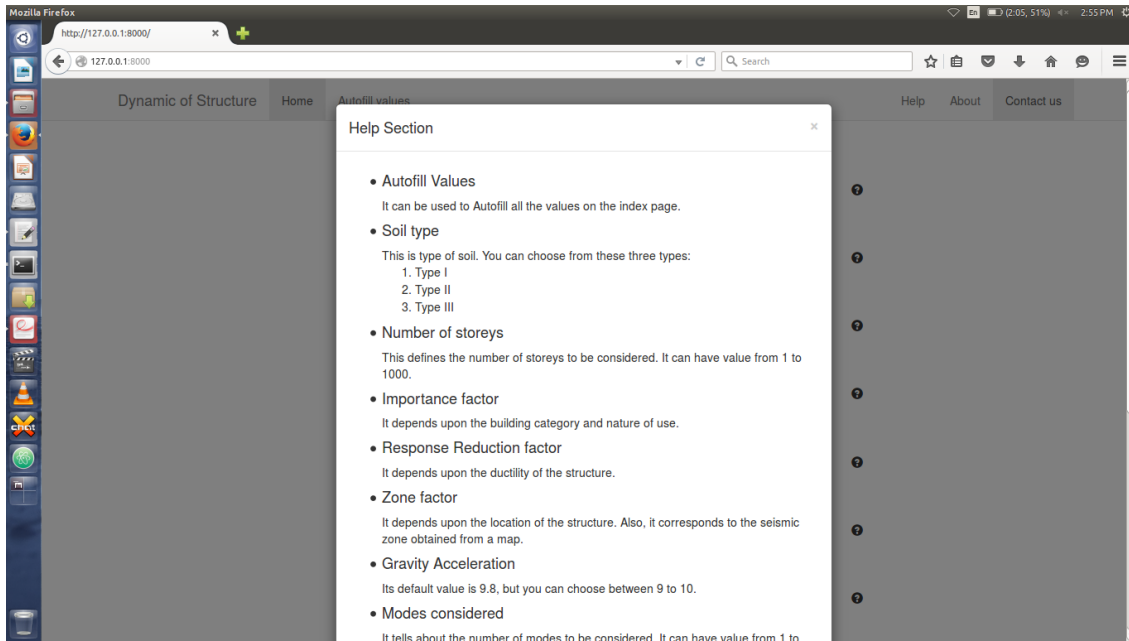 Mozilla Firefox
En (2:05, 51%) 2:55 PM
http://127.0.0.1:8000/ ×
127.0.0.1:8000
Search
Dynamic of Structure Home Autofill values Help About Contact us
Help Section ×
• Autofill Values
It can be used to Autofill all the values on the index page.
• Soil type
This is type of soil. You can choose from these three types:
1. Type I
2. Type II
3. Type III
• Number of storeys
This defines the number of storeys to be considered. It can have value from 1 to
1000.
• Importance factor
It depends upon the building category and nature of use.
• Response Reduction factor
It depends upon the ductility of the structure.
• Zone factor
It depends upon the location of the structure. Also, it corresponds to the seismic
zone obtained from a map.
• Gravity Acceleration
Its default value is 9.8, but you can choose between 9 to 10.
• Modes considered
It tells about the number of modes to be considered. It can have value from 1 to
chat